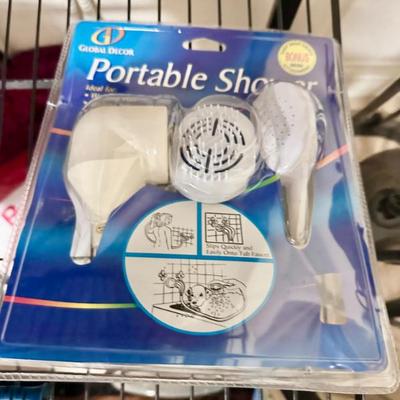 GLOBAL DECOR
Portable Shower
Ideal for:
BONUS
Slips Quickly and
Easily Onto Tub Faucet